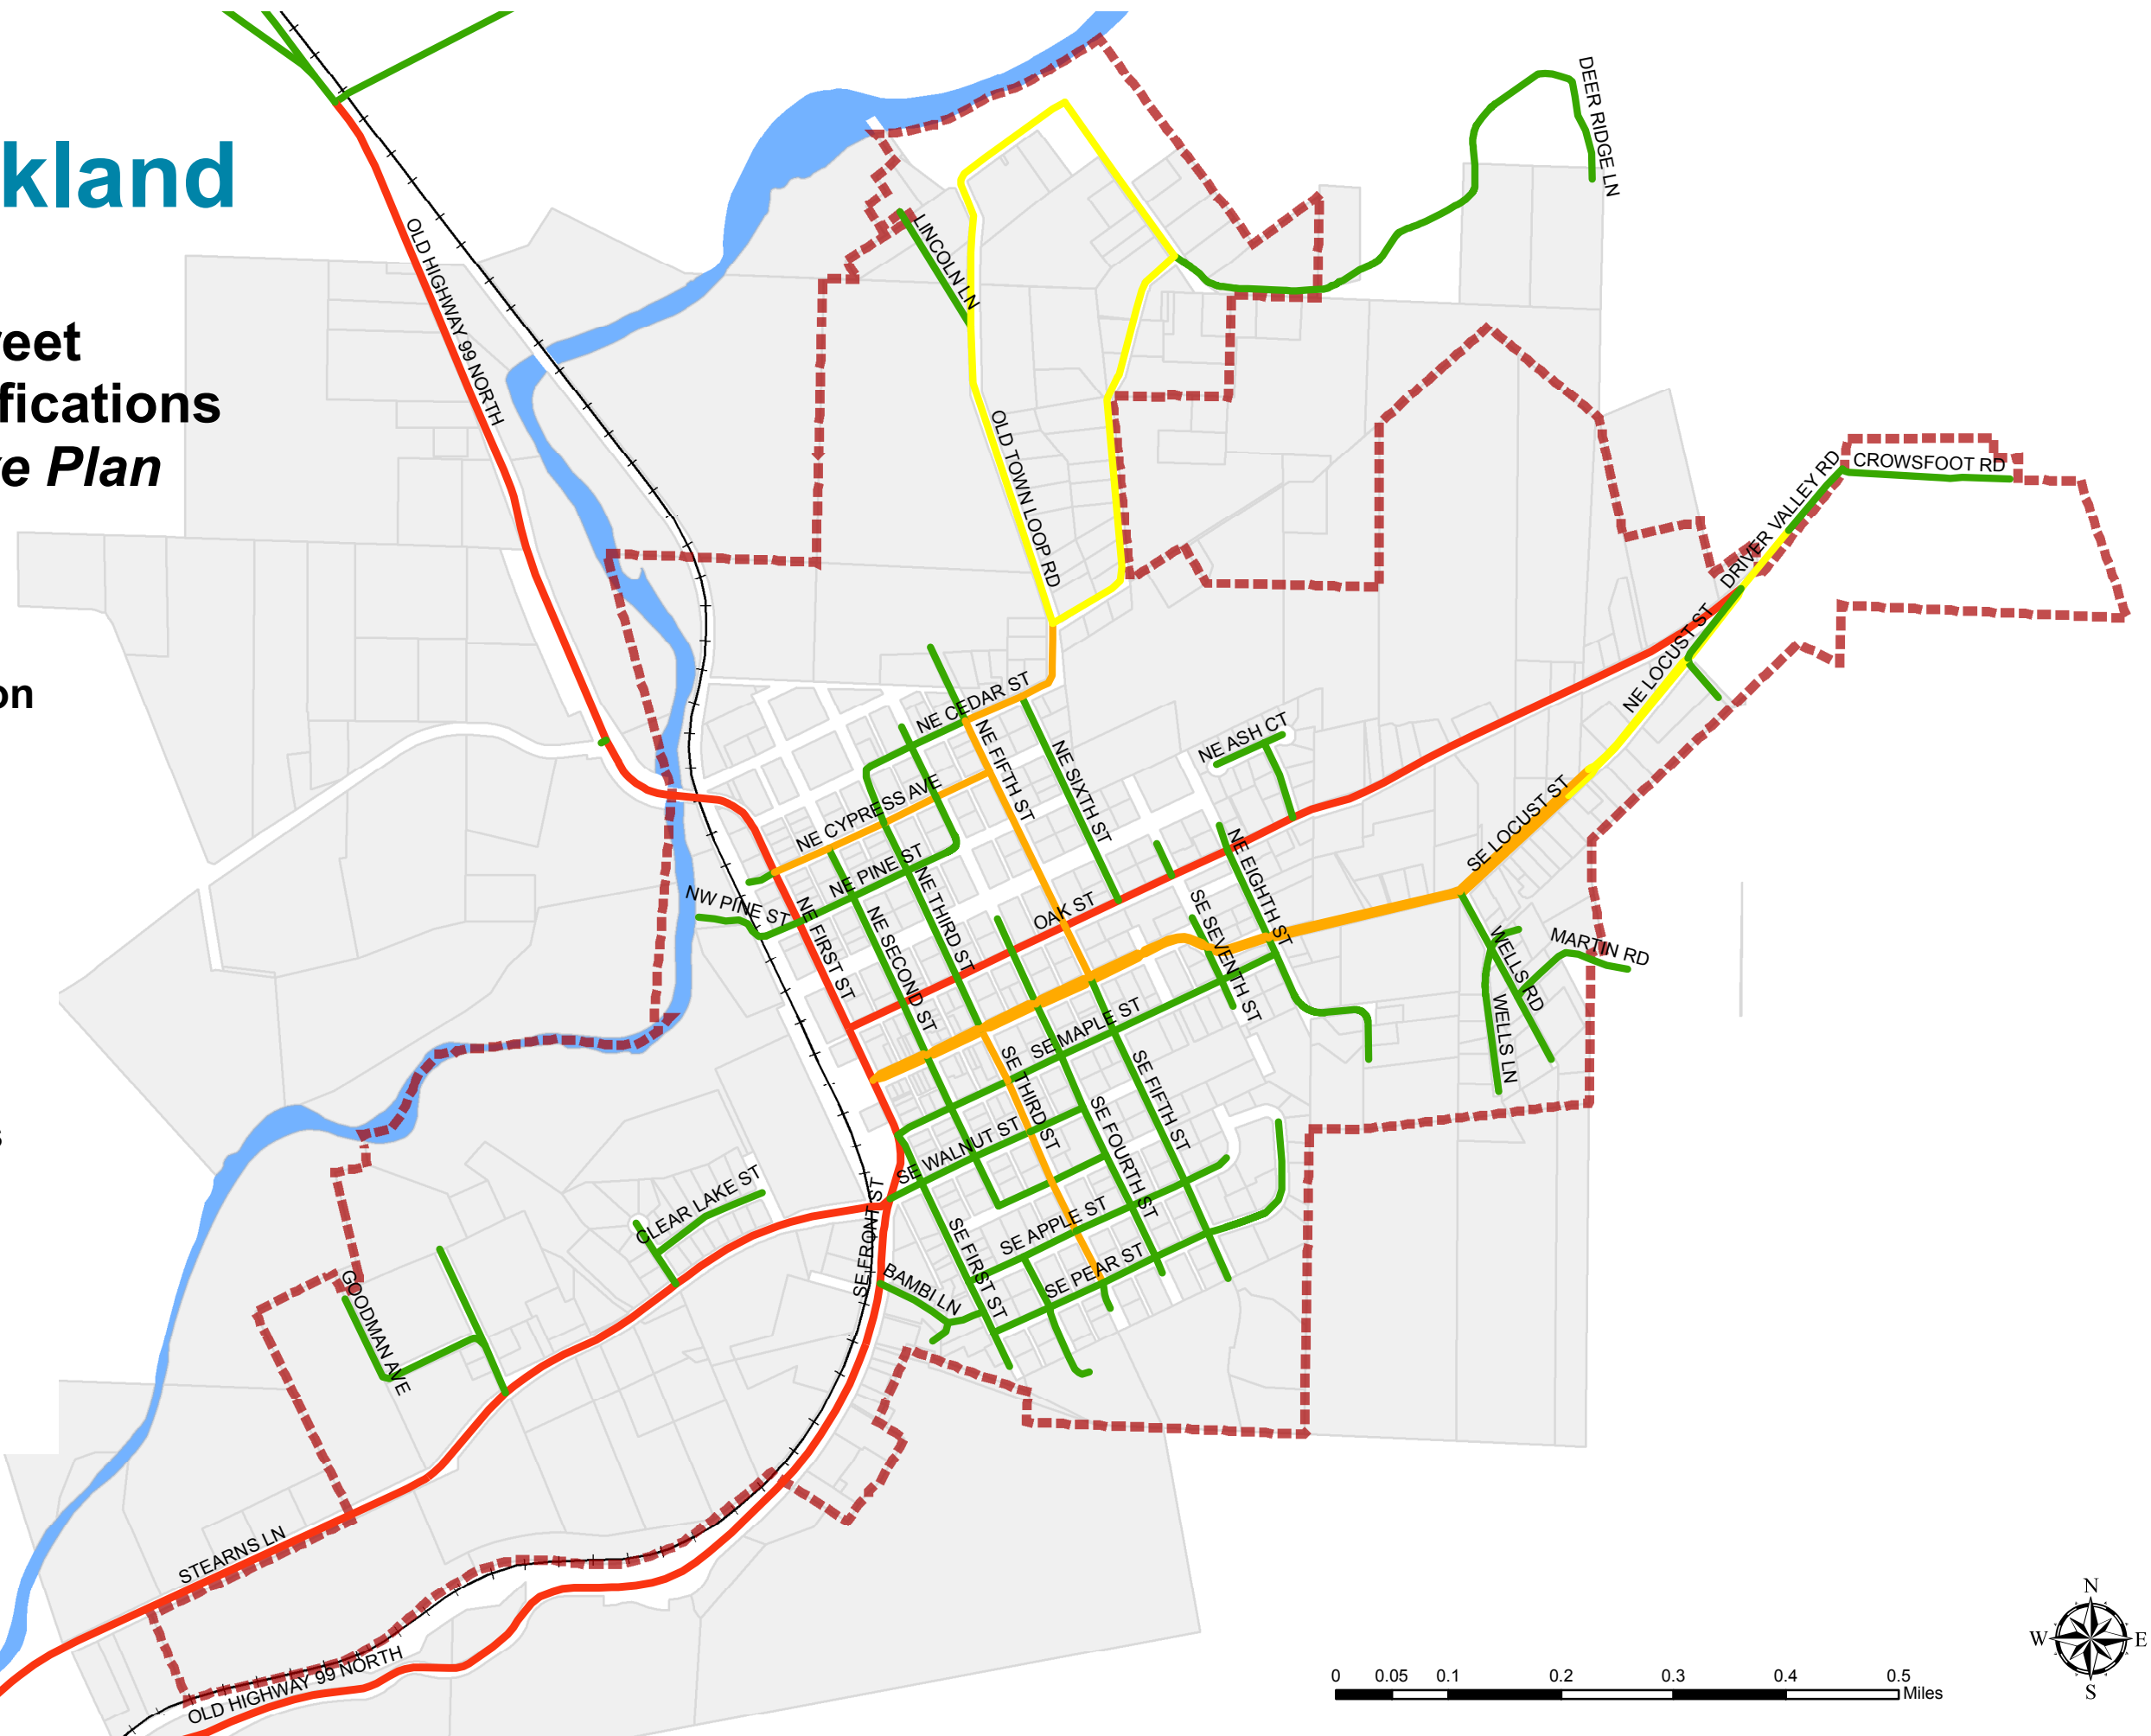 kland
reet
fications
ve Plan
on
s
DEER RIDGE LN
OLD HIGHWAY 99 NORTH
LINCOLN LN
OLD TOWN LOOP RD
CROWSFOOT RD
DRIVER VALLEY RD
NE LOCUST ST
NE CEDAR ST
NE FIFTH ST
NE SIXTH ST
NE ASH CT
NE CYPRESS AVE
SE LOCUST ST
NE PINE ST
NW PINE ST
NE THIRD ST
NE EIGHTH ST
OAK ST
NE FIRST ST
NE SECOND ST
SE SEVENTH ST
WELLS RD
MARTIN RD
WELLS LN
SE MAPLE ST
SE THIRD ST
SE FIFTH ST
SE WALNUT ST
SE FOURTH ST
CLEAR LAKE ST
SE FRONT ST
SE APPLE ST
SE FIRST ST
SE PEAR ST
BAMBI LN
GOODMAN AVE
STEARNS LN
OLD HIGHWAY 99 NORTH
0 0.05 0.1 0.2 0.3 0.4 0.5
Miles
N
W E
S